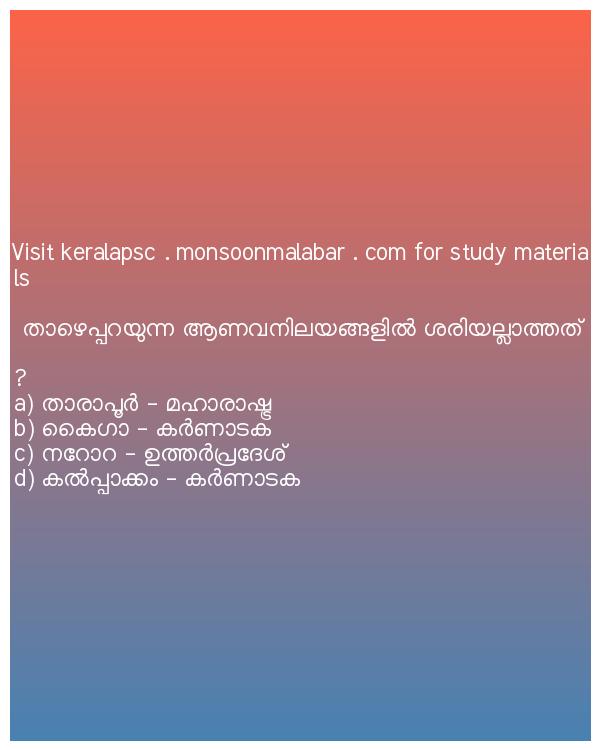 Visit keralapsc . monsoonmalabar . com for study materia
ls
താഴെപ്പറയുന്ന ആണവനിലയങ്ങളിൽ ശരിയല്ലാത്തത്
?
a) താരാപൂർ - മഹാരാഷ്ട്ര
b) കൈഗാ - കർണാടക
c) നറോറ - ഉത്തർപ്രദേശ്
d) കൽപ്പാക്കം - കർണാടക